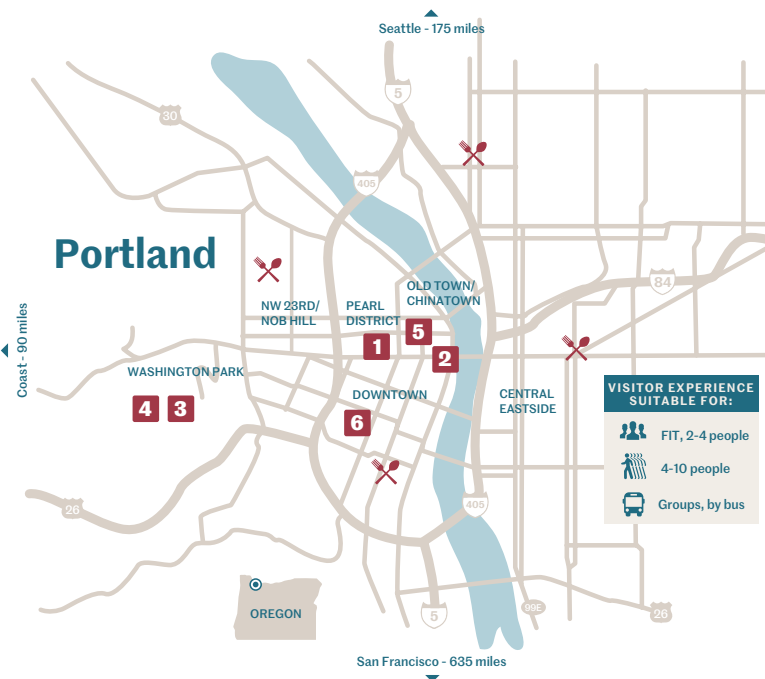 Seattle - 175 miles
5
30
405
Portland
84
OLD TOWN/
CHINATOWN
NW 23RD/
NOB HILL
PEARL
DISTRICT
5
1
2
Coast - 90 miles
WASHINGTON PARK
4
3
DOWNTOWN
6
CENTRAL
EASTSIDE
VISITOR EXPERIENCE
SUITABLE FOR:
FIT, 2-4 people
4-10 people
Groups, by bus
26
405
OREGON
5
99E
26
San Francisco - 635 miles